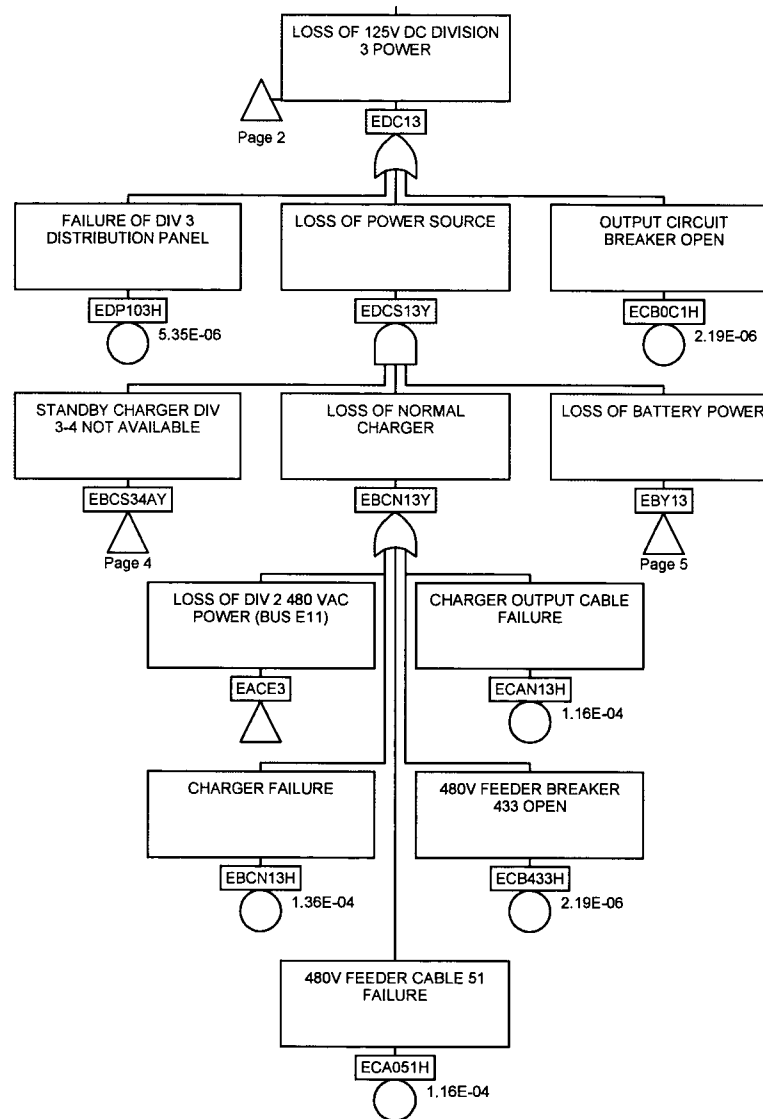 LOSS OF 125V DC DIVISION
3 POWER
Page 2
EDC13
FAILURE OF DIV 3
DISTRIBUTION PANEL
EDP103H
5.35E-06
LOSS OF POWER SOURCE
EDCS13Y
OUTPUT CIRCUIT
BREAKER OPEN
ECB0C1H
2.19E-06
STANDBY CHARGER DIV
3-4 NOT AVAILABLE
EBCS34AY
Page 4
LOSS OF NORMAL
CHARGER
EBCN13Y
LOSS OF BATTERY POWER
EBY13
Page 5
LOSS OF DIV 2 480 VAC
POWER (BUS E11)
EACE3
CHARGER OUTPUT CABLE
FAILURE
ECAN13H
1.16E-04
CHARGER FAILURE
EBCN13H
1.36E-04
480V FEEDER BREAKER
433 OPEN
ECB433H
2.19E-06
480V FEEDER CABLE 51
FAILURE
ECA051H
1.16E-04